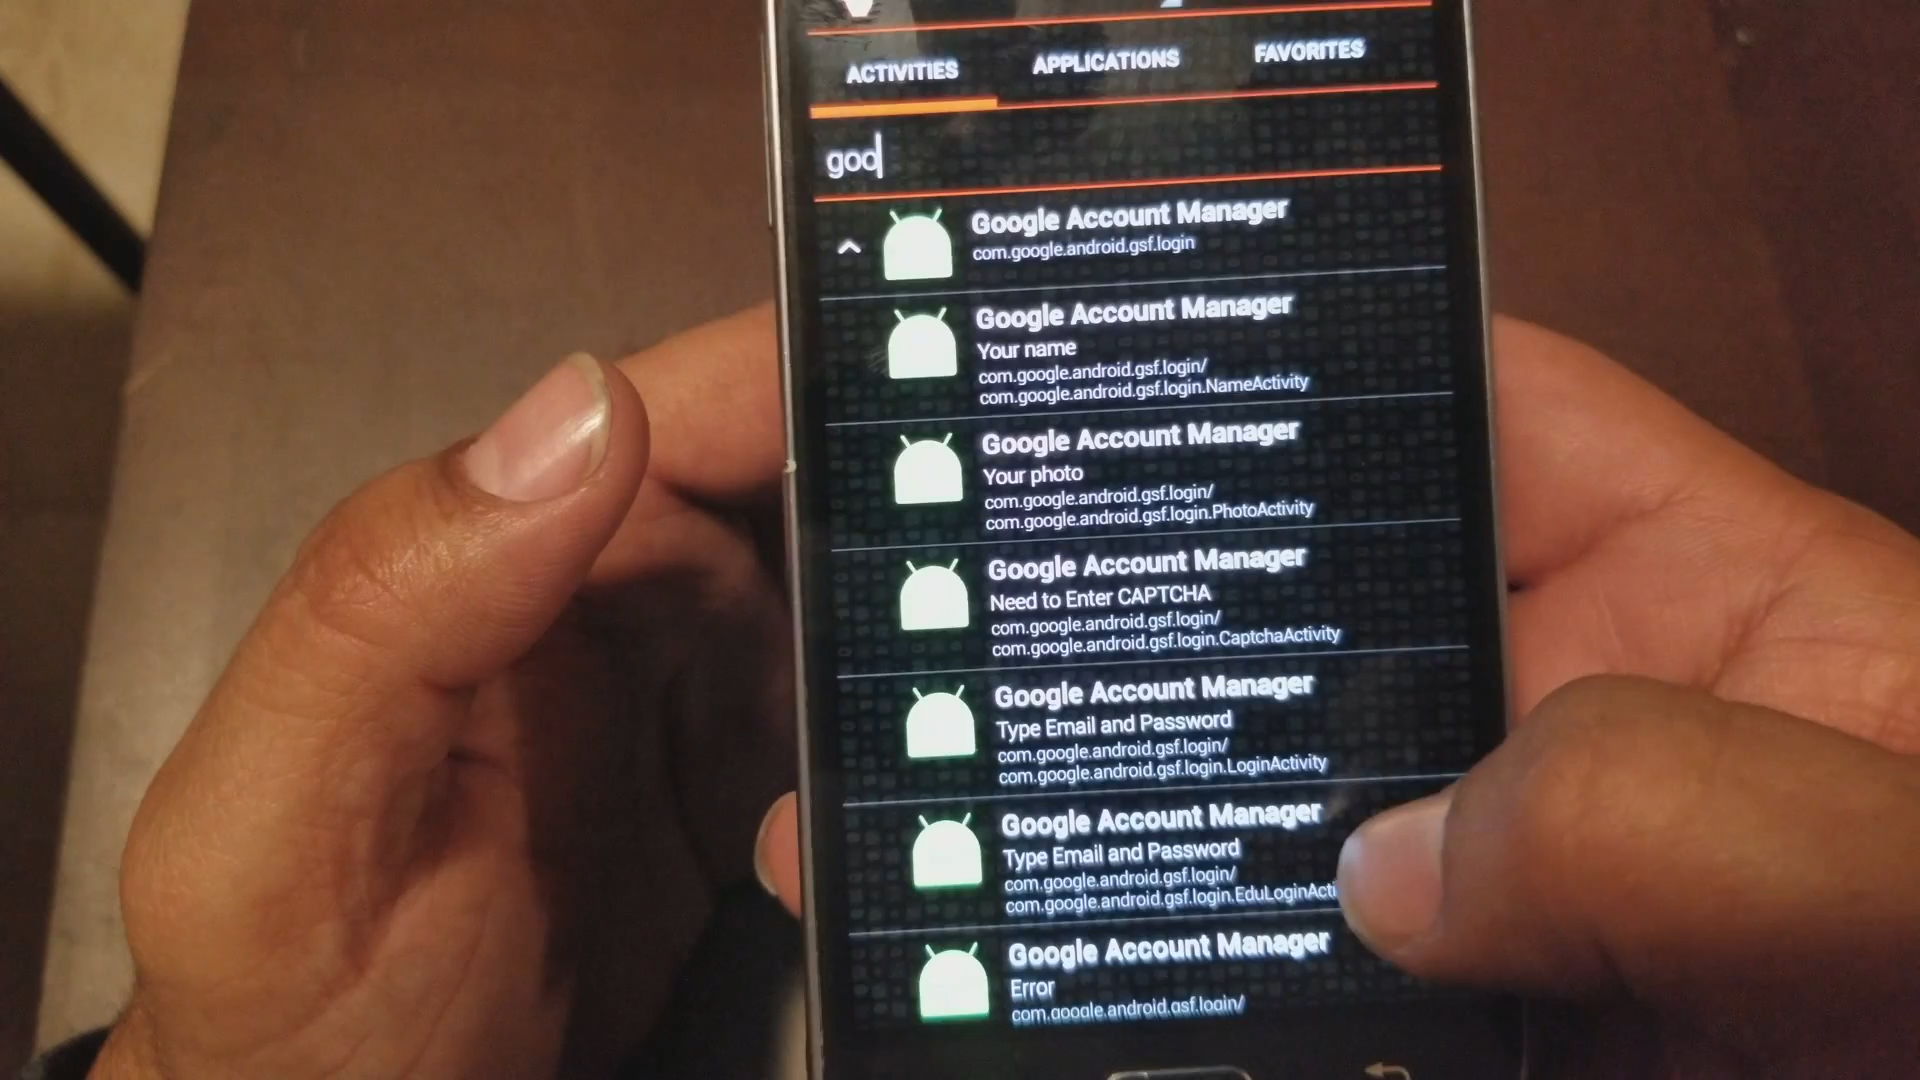 ACTIVITIES APPLICATIONS FAVORITES
goo
Google Account Manager
com.google.android.gsf.login
Google Account Manager
Your name
com.google.android.gsf.login/
com.google.android.gsf.login.NameActivity
Google Account Manager
Your photo
com.google.android.gsf.login/
com.google.android.gsf.login.PhotoActivity
Google Account Manager
Need to Enter CAPTCHA
com.google.android.gsf.login/
com.google.android.gsf.login.CaptchaActivity
Google Account Manager
Type Email and Password
com.google.android.gsf.login/
com.google.android.gsf.login.LoginActivity
Google Account Manager
Type Email and Password
com.google.android.gsf.login/
com.google.android.gsf.login.EduLoginActi
Google Account Manager
Error
com.google.android.gsf.login/